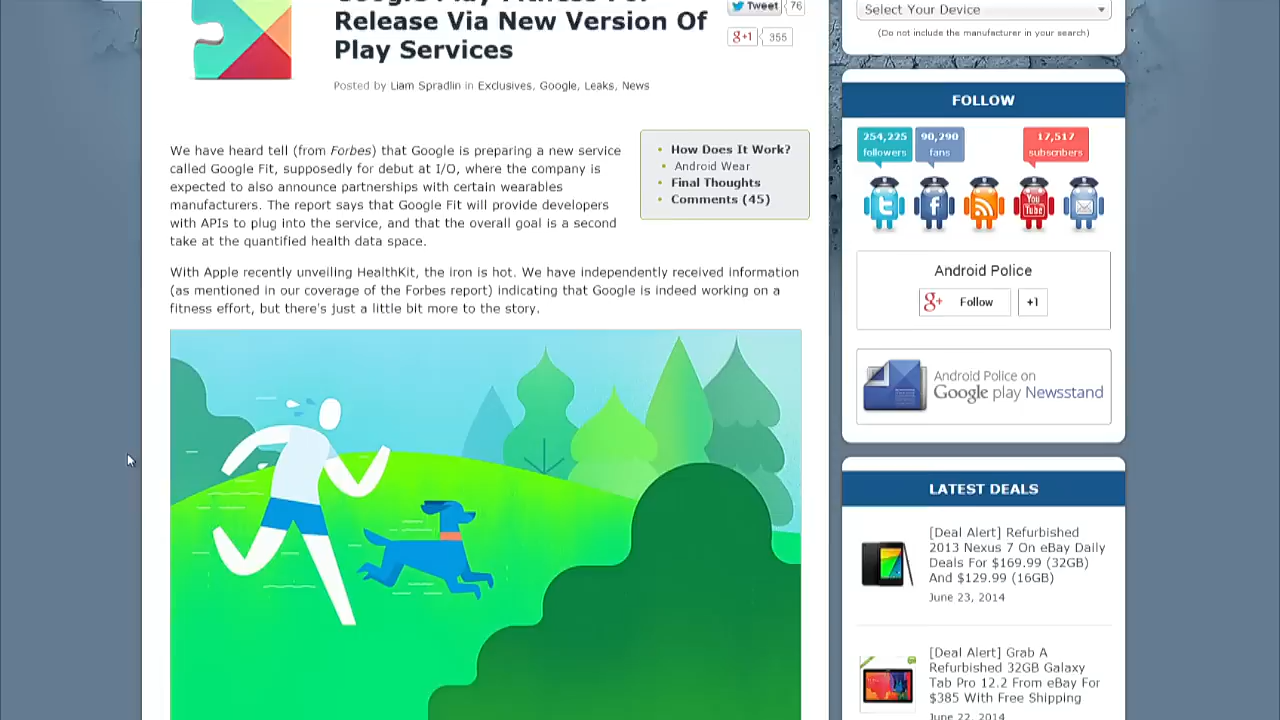 Release Via New Version Of
Play Services
Posted by Liam Spradlin in Exclusives, Google, Leaks, News
Tweet 76
g+1 355
We have heard tell (from Forbes) that Google is preparing a new service
called Google Fit, supposedly for debut at I/O, where the company is
expected to also announce partnerships with certain wearables
manufacturers. The report says that Google Fit will provide developers
with APIs to plug into the service, and that the overall goal is a second
take at the quantified health data space.
How Does It Work?
Android Wear
Final Thoughts
Comments (45)
With Apple recently unveiling HealthKit, the iron is hot. We have independently received information
(as mentioned in our coverage of the Forbes report) indicating that Google is indeed working on a
fitness effort, but there's just a little bit more to the story.
Select Your Device
(Do not include the manufacturer in your search)
FOLLOW
254,225 90,290 17,517
followers fans subscribers
You
Tube
Android Police
g+ Follow +1
Android Police on
Google play Newsstand
LATEST DEALS
[Deal Alert] Refurbished
2013 Nexus 7 On eBay Daily
Deals For $169.99 (32GB)
And $129.99 (16GB)
June 23, 2014
[Deal Alert] Grab A
Refurbished 32GB Galaxy
Tab Pro 12.2 From eBay For
$385 With Free Shipping
June 22, 2014